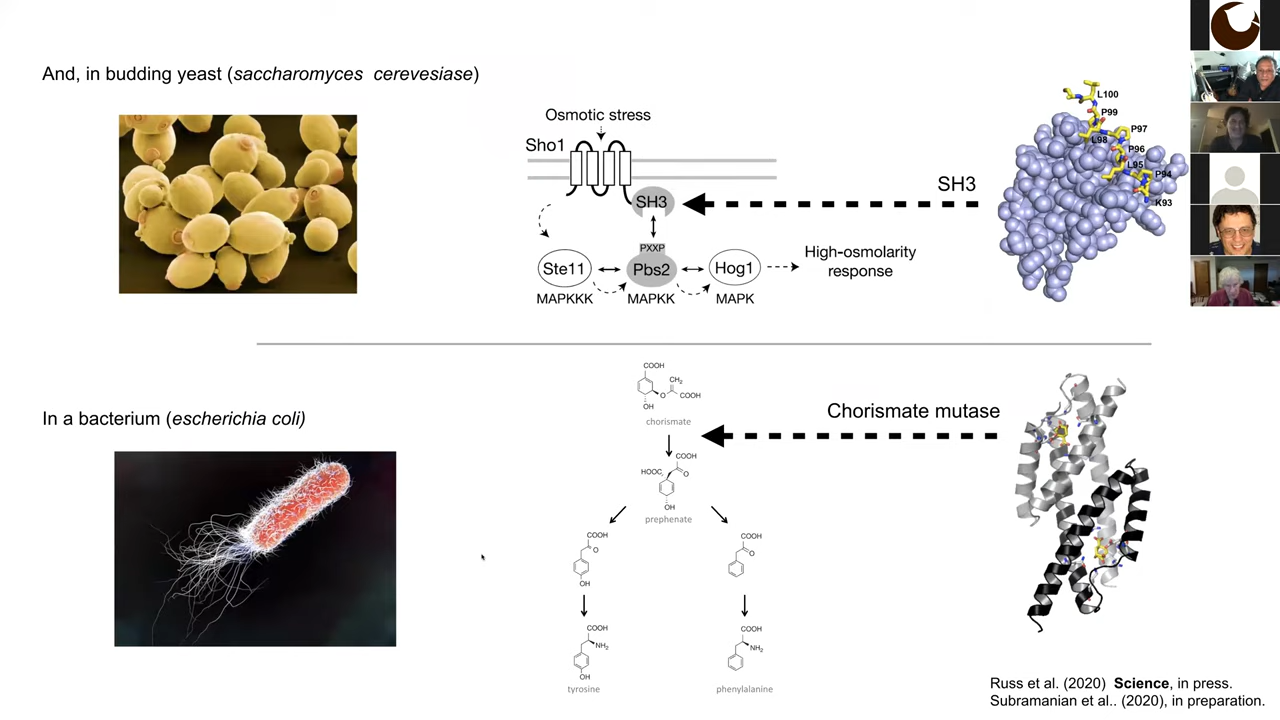 And, in budding yeast (saccharomyces cerevesiase)
Osmotic stress
Sho1
SH3
PXXP
Ste11
Pbs2
Hog1
MAPKKK
MAPKK
MAPK
High-osmolarity
response
SH3
L100
P99
P97
L98
P96
L95
P94
K93
In a bacterium (escherichia coli)
COOH
CH2
O
COOH
OH
chorismate
Chorismate mutase
COOH
HOOC
O
OH
prephenate
COOH
O
OH
COOH
O
COOH
NH2
OH
tyrosine
COOH
NH2
phenylalanine
Russ et al. (2020) Science, in press.
Subramanian et al.. (2020), in preparation.